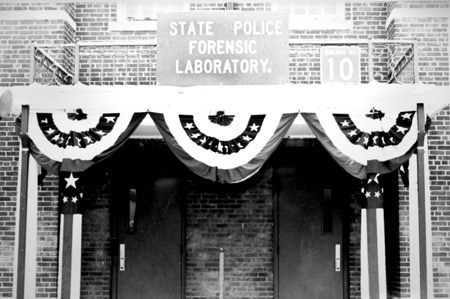 STATE POLICE
FORENSIC
LABORATORY.
10